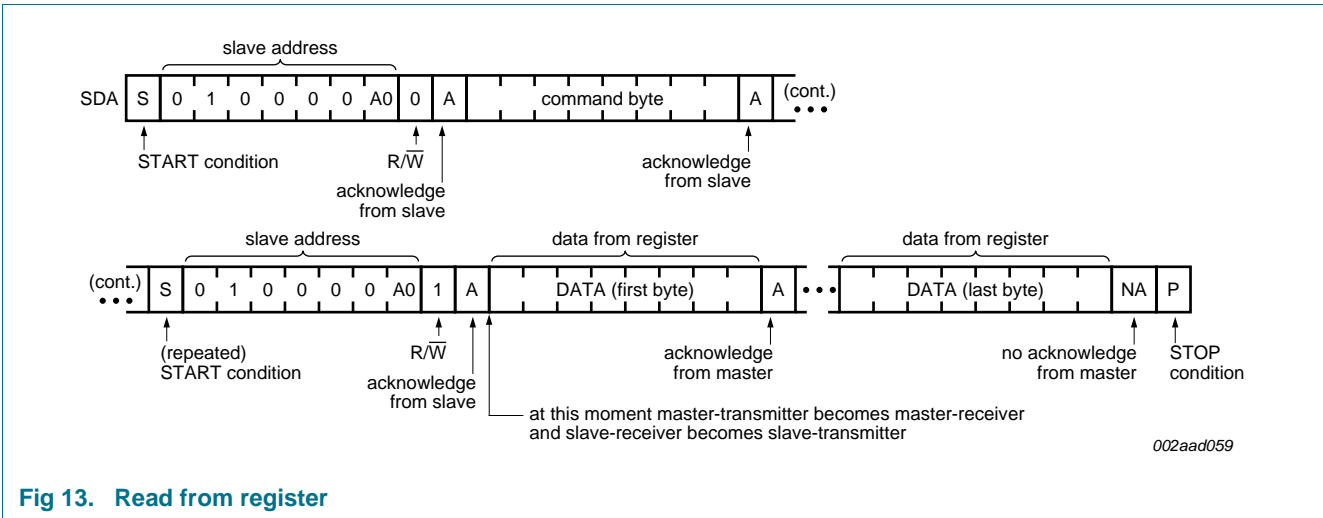 slave address
SDA S 0 1 0 0 0 0 A0 0 A command byte A (cont.)
START condition
R/W̅
acknowledge
from slave
acknowledge
from slave
slave address
data from register
data from register
(cont.) S 0 1 0 0 0 0 A0 1 A DATA (first byte) A DATA (last byte) NA P
(repeated)
START condition
R/W̅
acknowledge
from slave
acknowledge
from master
no acknowledge
from master
STOP
condition
at this moment master-transmitter becomes master-receiver
and slave-receiver becomes slave-transmitter
002aad059
Fig 13. Read from register